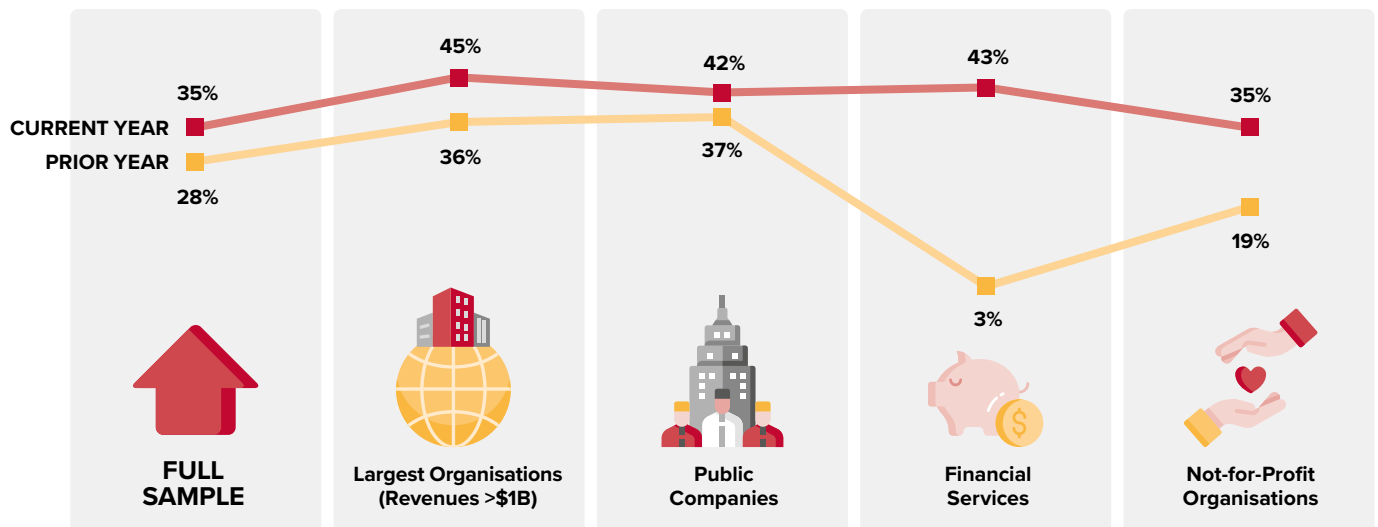 45%
42%
43%
35%
35%
CURRENT YEAR
PRIOR YEAR
28%
36%
37%
3%
19%
$
FULL
SAMPLE
Largest Organisations
(Revenues >$1B)
Public
Companies
Financial
Services
Not-for-Profit
Organisations